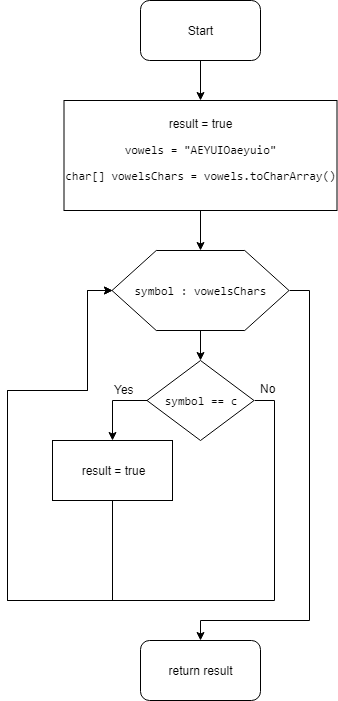 Start
result = true
vowels = "AEYUIOaeyuio"
char[] vowelsChars = vowels.toCharArray()
symbol : vowelsChars
Yes
No
symbol == c
result = true
return result